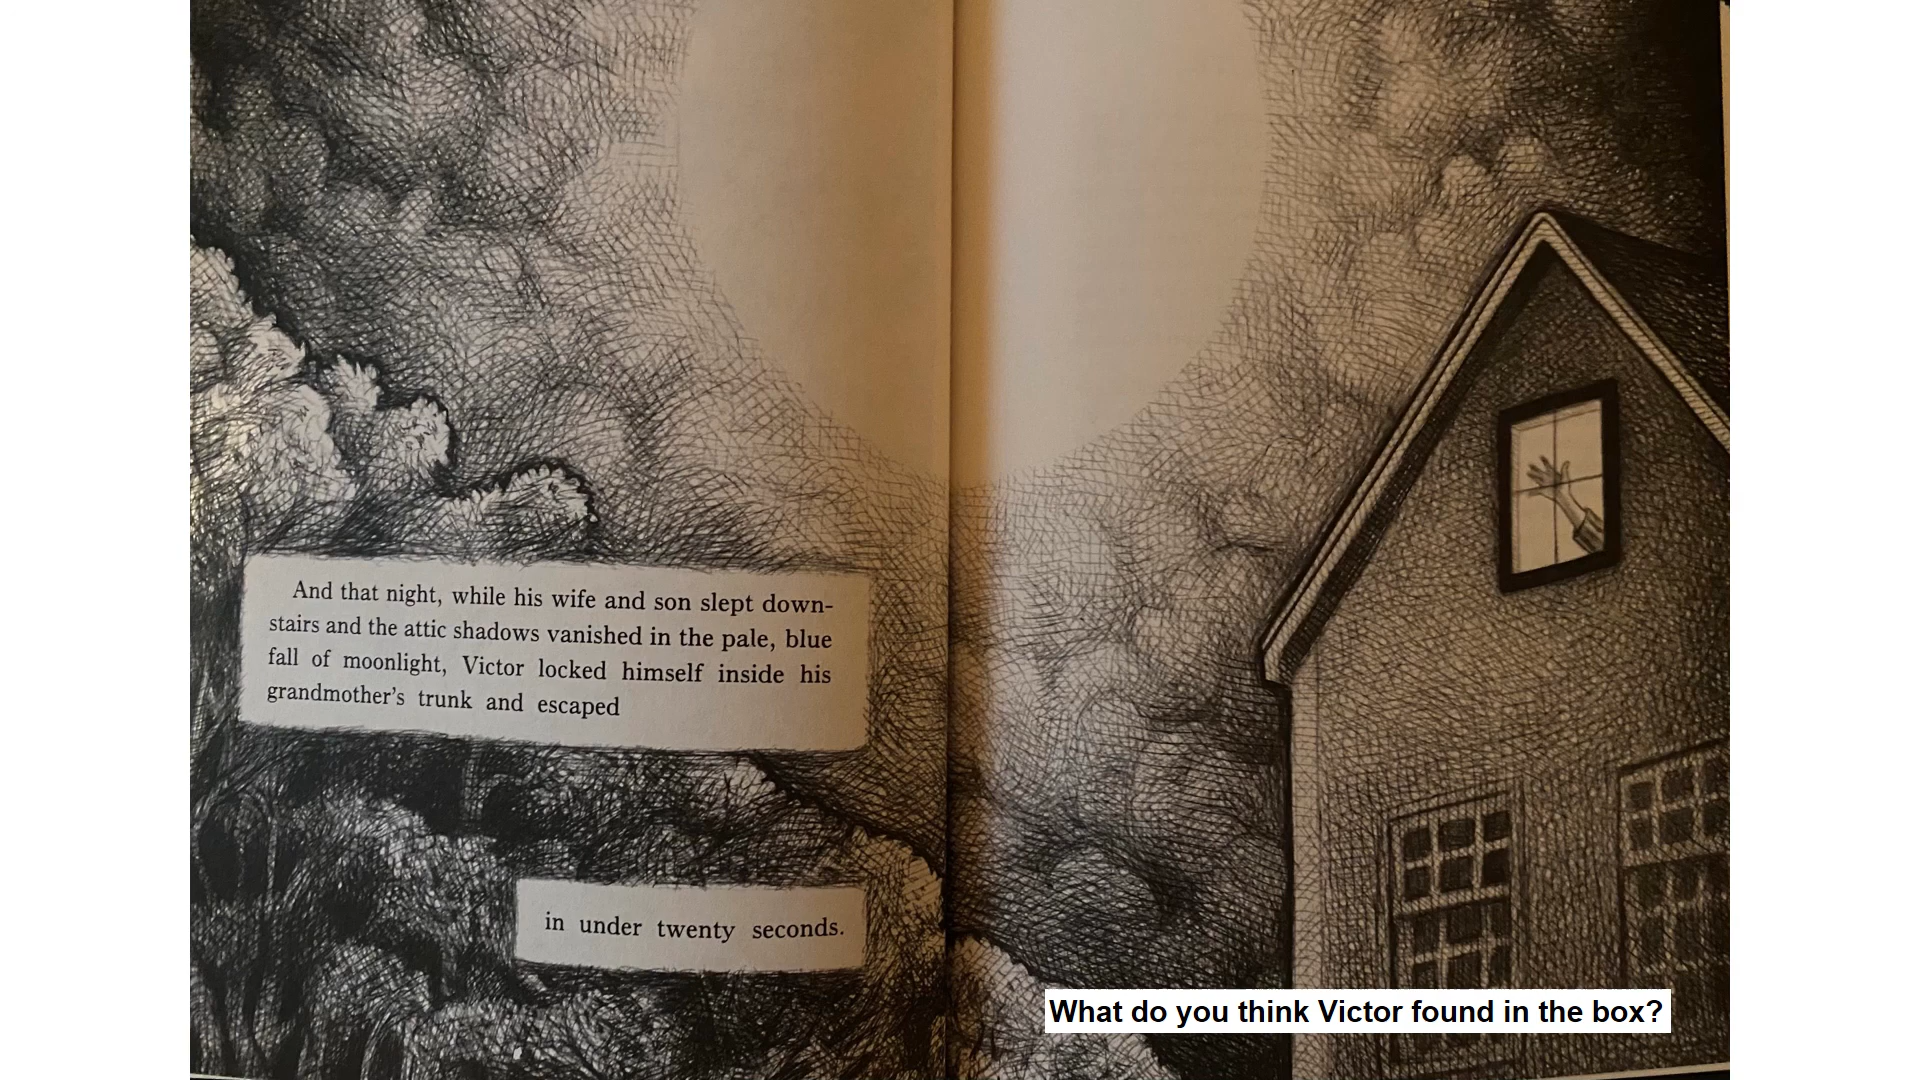 And that night, while his wife and son slept down-
stairs and the attic shadows vanished in the pale, blue
fall of moonlight, Victor locked himself inside his
grandmother's trunk and escaped
in under twenty seconds.
What do you think Victor found in the box?